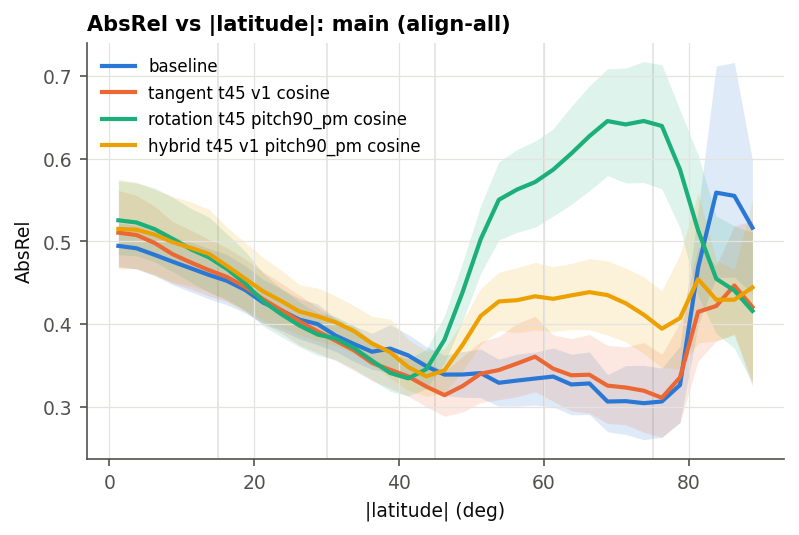 AbsRel vs |latitude|: main (align-all)
baseline
tangent t45 v1 cosine
rotation t45 pitch90_pm cosine
hybrid t45 v1 pitch90_pm cosine
AbsRel
0.7
0.6
0.5
0.4
0.3
0 20 40 60 80
|latitude| (deg)